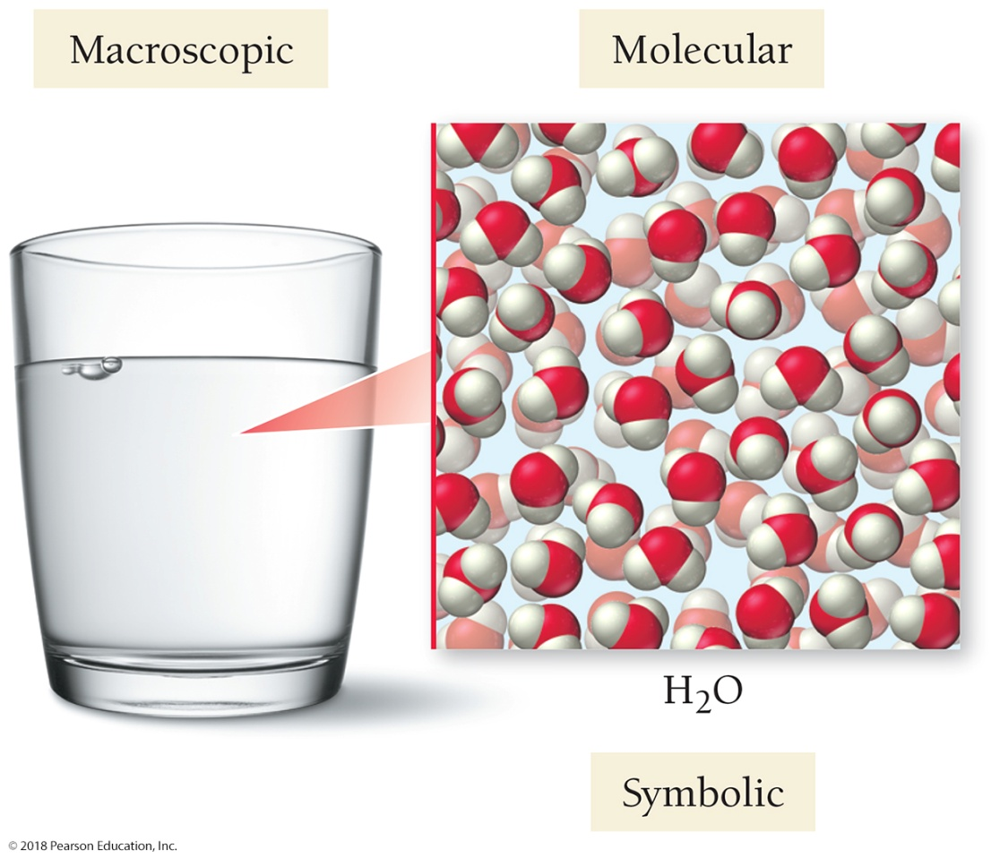 Macroscopic
Molecular
H₂O
Symbolic
© 2018 Pearson Education, Inc.